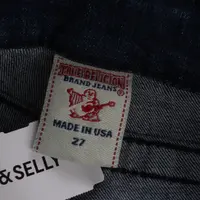 TRUE RELIGION
BRAND JEANS
MADE IN USA
27
& SELLY